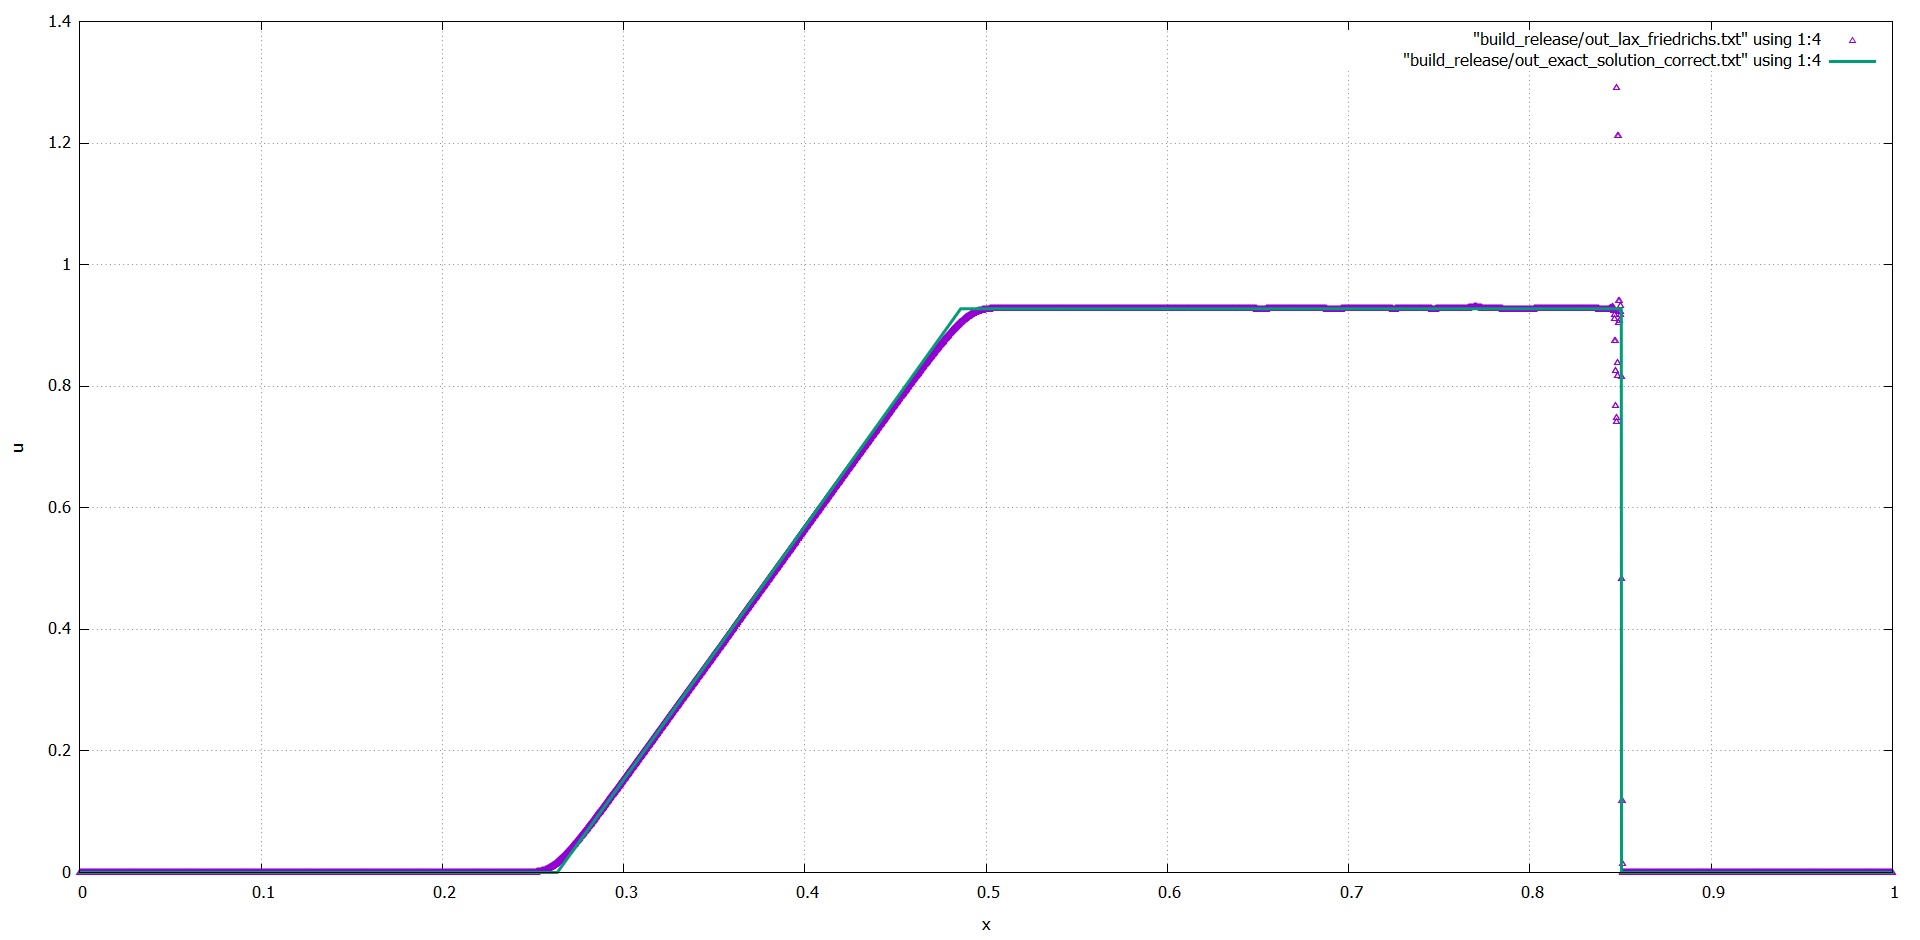 1.4
"build_release/out_lax_friedrichs.txt" using 1:4
"build_release/out_exact_solution_correct.txt" using 1:4
1.2
1
0.8
0.6
u
0.4
0.2
0
0 0.1 0.2 0.3 0.4 0.5 0.6 0.7 0.8 0.9 1
x